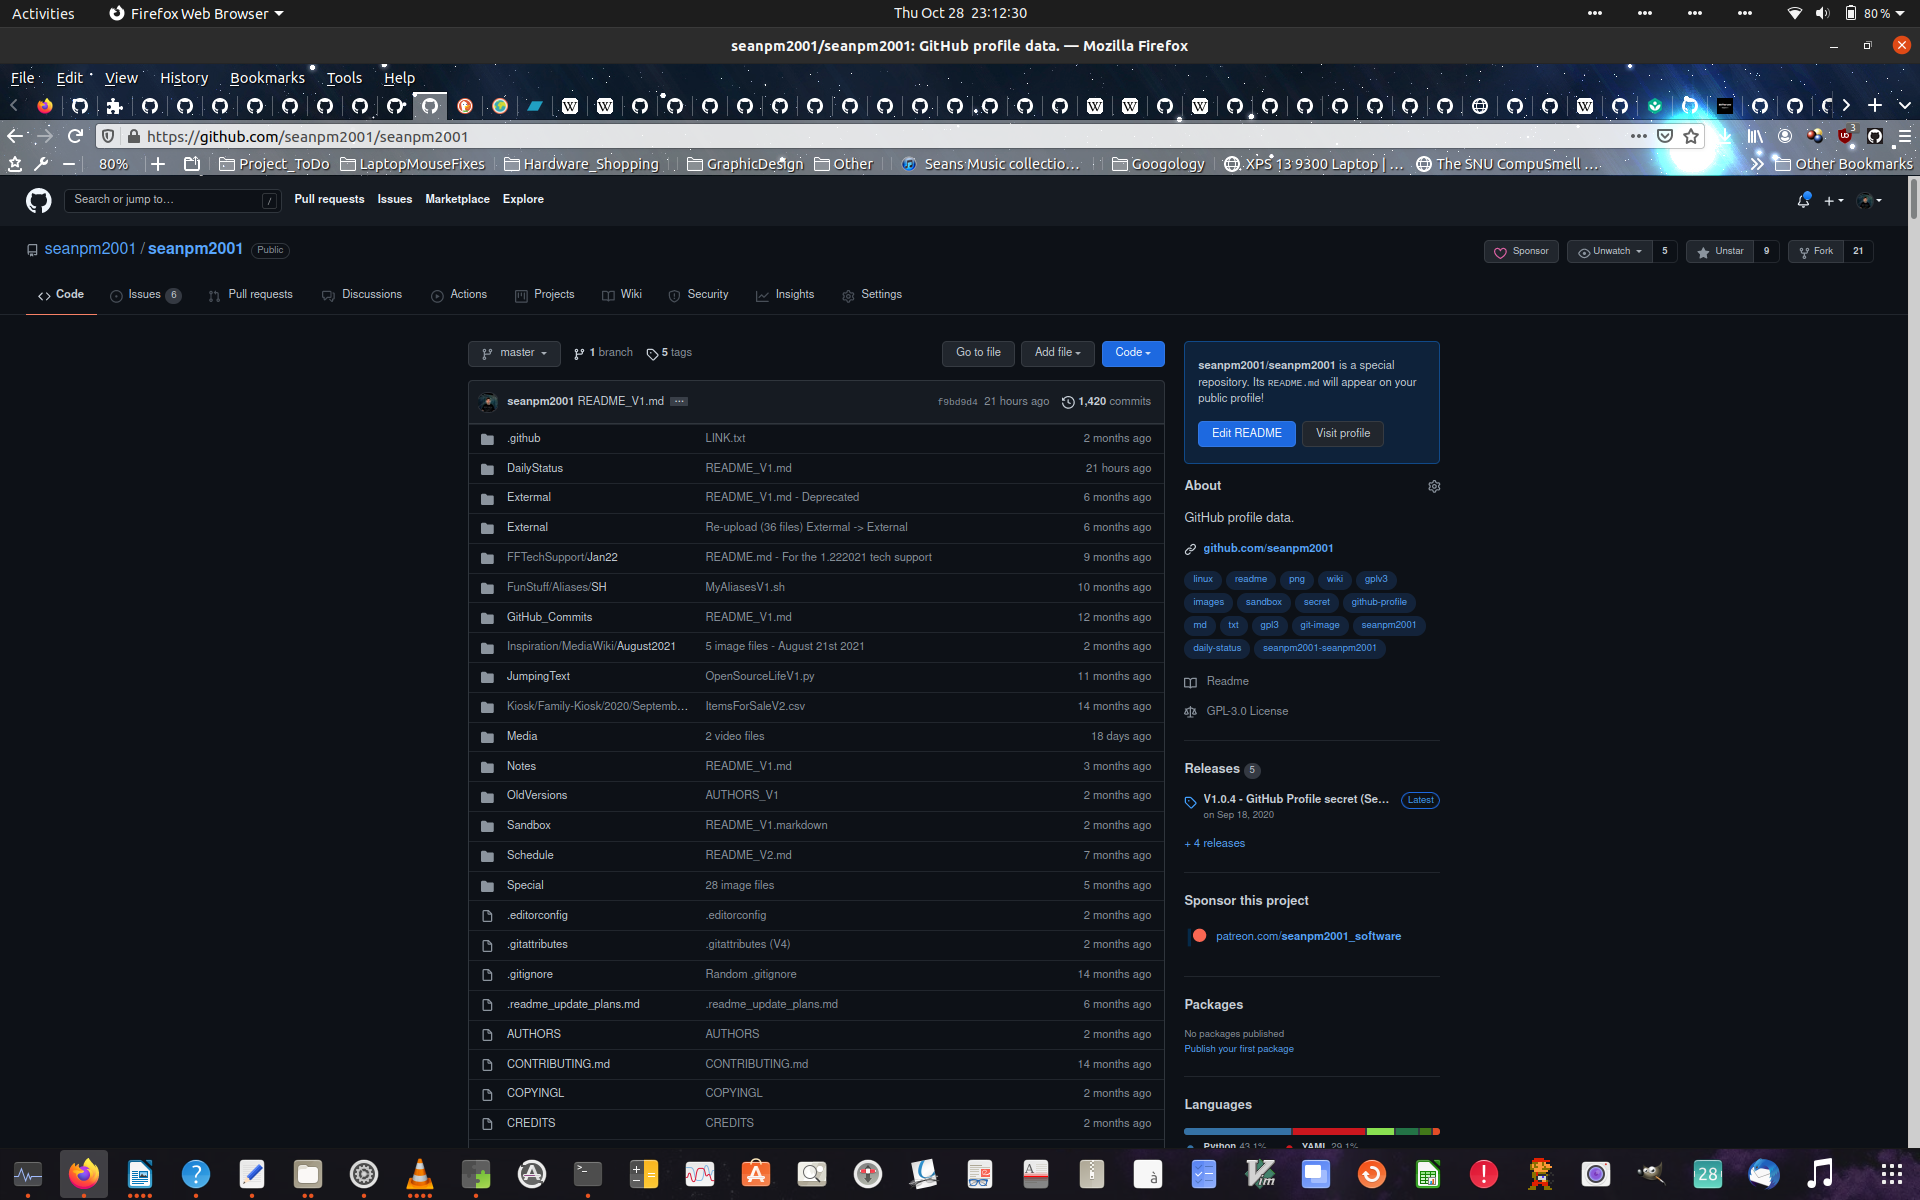 Activities Firefox Web Browser Thu Oct 28 23:12:30 80 %
seanpm2001/seanpm2001: GitHub profile data. — Mozilla Firefox
File Edit View History Bookmarks Tools Help
https://github.com/seanpm2001/seanpm2001 3
80% Project_ToDo LaptopMouseFixes Hardware_Shopping GraphicDesign Other Seans Music collectio… Googology XPS 13 9300 Laptop | … The SNU CompuSmell … Other Bookmarks
Search or jump to… / Pull requests Issues Marketplace Explore
seanpm2001 / seanpm2001 Public Sponsor Unwatch 5 Unstar 9 Fork 21
Code Issues 6 Pull requests Discussions Actions Projects Wiki Security Insights Settings
master 1 branch 5 tags Go to file Add file Code
seanpm2001 README_V1.md ··· f9bd9d4 21 hours ago 1,420 commits
.github LINK.txt 2 months ago
DailyStatus README_V1.md 21 hours ago
Extermal README_V1.md - Deprecated 6 months ago
External Re-upload (36 files) Extermal -> External 6 months ago
FFTechSupport/Jan22 README.md - For the 1.222021 tech support 9 months ago
FunStuff/Aliases/SH MyAliasesV1.sh 10 months ago
GitHub_Commits README_V1.md 12 months ago
Inspiration/MediaWiki/August2021 5 image files - August 21st 2021 2 months ago
JumpingText OpenSourceLifeV1.py 11 months ago
Kiosk/Family-Kiosk/2020/Septemb… ItemsForSaleV2.csv 14 months ago
Media 2 video files 18 days ago
Notes README_V1.md 3 months ago
OldVersions AUTHORS_V1 2 months ago
Sandbox README_V1.markdown 2 months ago
Schedule README_V2.md 7 months ago
Special 28 image files 5 months ago
.editorconfig .editorconfig 2 months ago
.gitattributes .gitattributes (V4) 2 months ago
.gitignore Random .gitignore 14 months ago
.readme_update_plans.md .readme_update_plans.md 6 months ago
AUTHORS AUTHORS 2 months ago
CONTRIBUTING.md CONTRIBUTING.md 14 months ago
COPYINGL COPYINGL 2 months ago
CREDITS CREDITS 2 months ago
seanpm2001/seanpm2001 is a special
repository. Its README.md will appear on your
public profile!
Edit README Visit profile
About
GitHub profile data.
github.com/seanpm2001
linux readme png wiki gplv3
images sandbox secret github-profile
md txt gpl3 git-image seanpm2001
daily-status seanpm2001-seanpm2001
Readme
GPL-3.0 License
Releases 5
V1.0.4 - GitHub Profile secret (Se… Latest
on Sep 18, 2020
+ 4 releases
Sponsor this project
patreon.com/seanpm2001_software
Packages
No packages published
Publish your first package
Languages
Python 43.1% YAML 29.1%
28